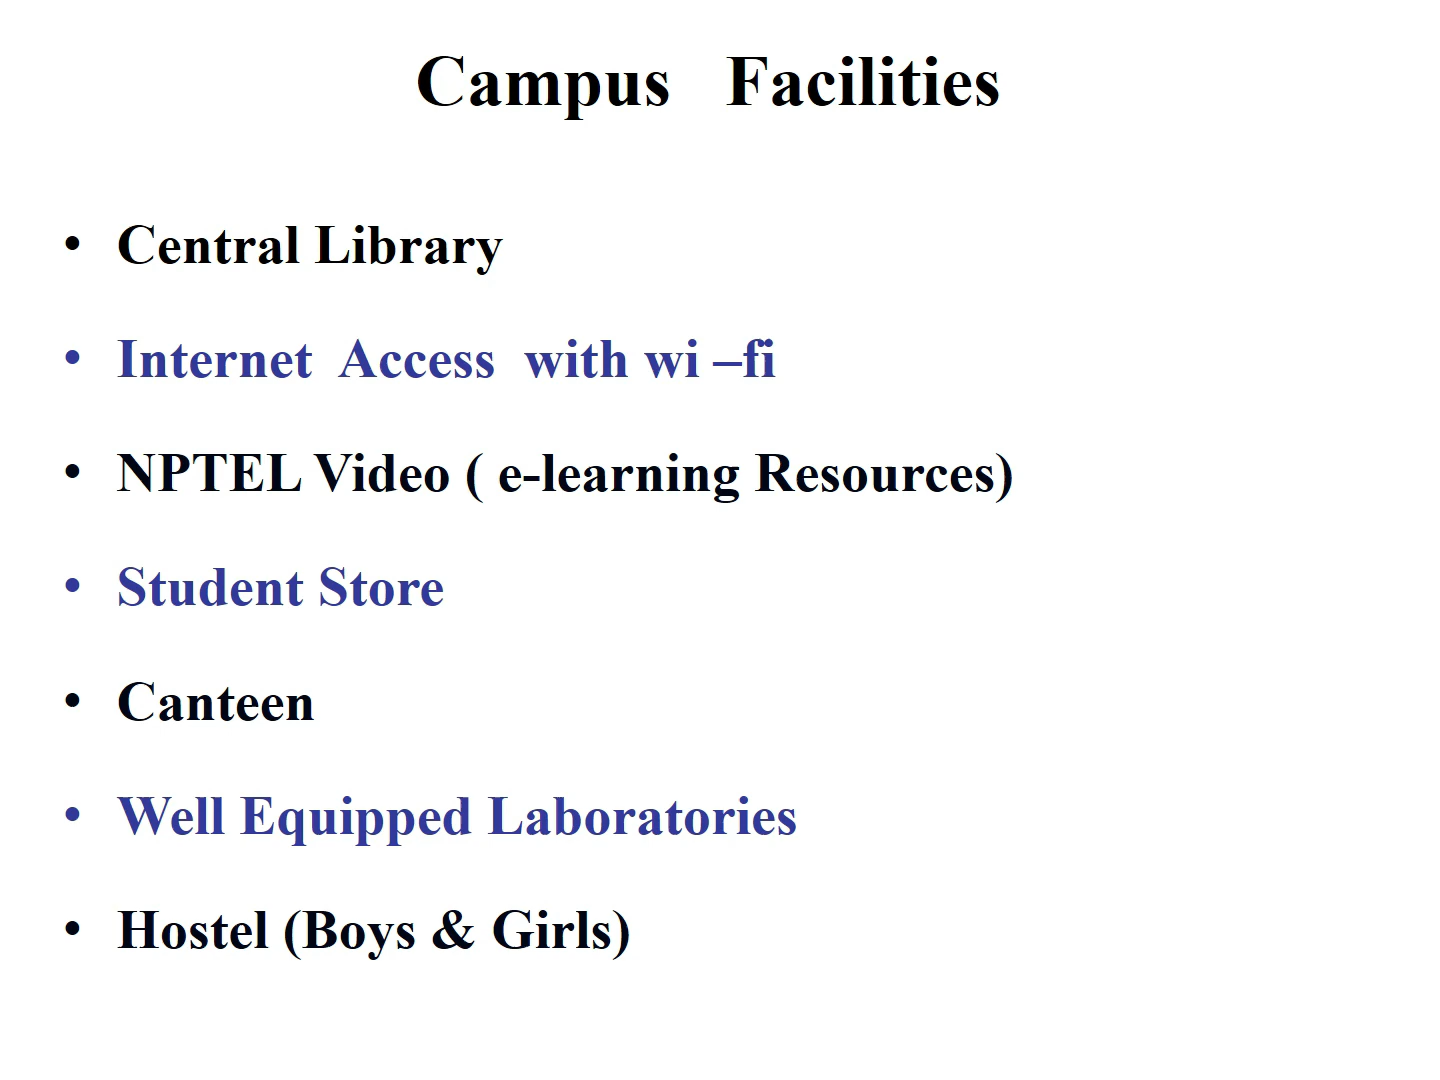 Campus Facilities
• Central Library
• Internet Access with wi –fi
• NPTEL Video ( e-learning Resources)
• Student Store
• Canteen
• Well Equipped Laboratories
• Hostel (Boys & Girls)